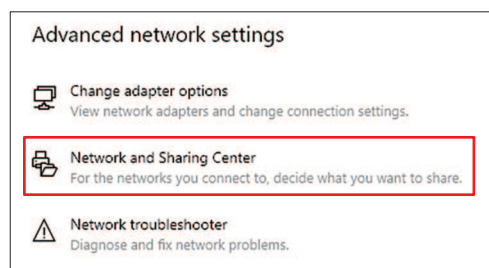 Advanced network settings
Change adapter options
View network adapters and change connection settings.
Network and Sharing Center
For the networks you connect to, decide what you want to share.
Network troubleshooter
Diagnose and fix network problems.